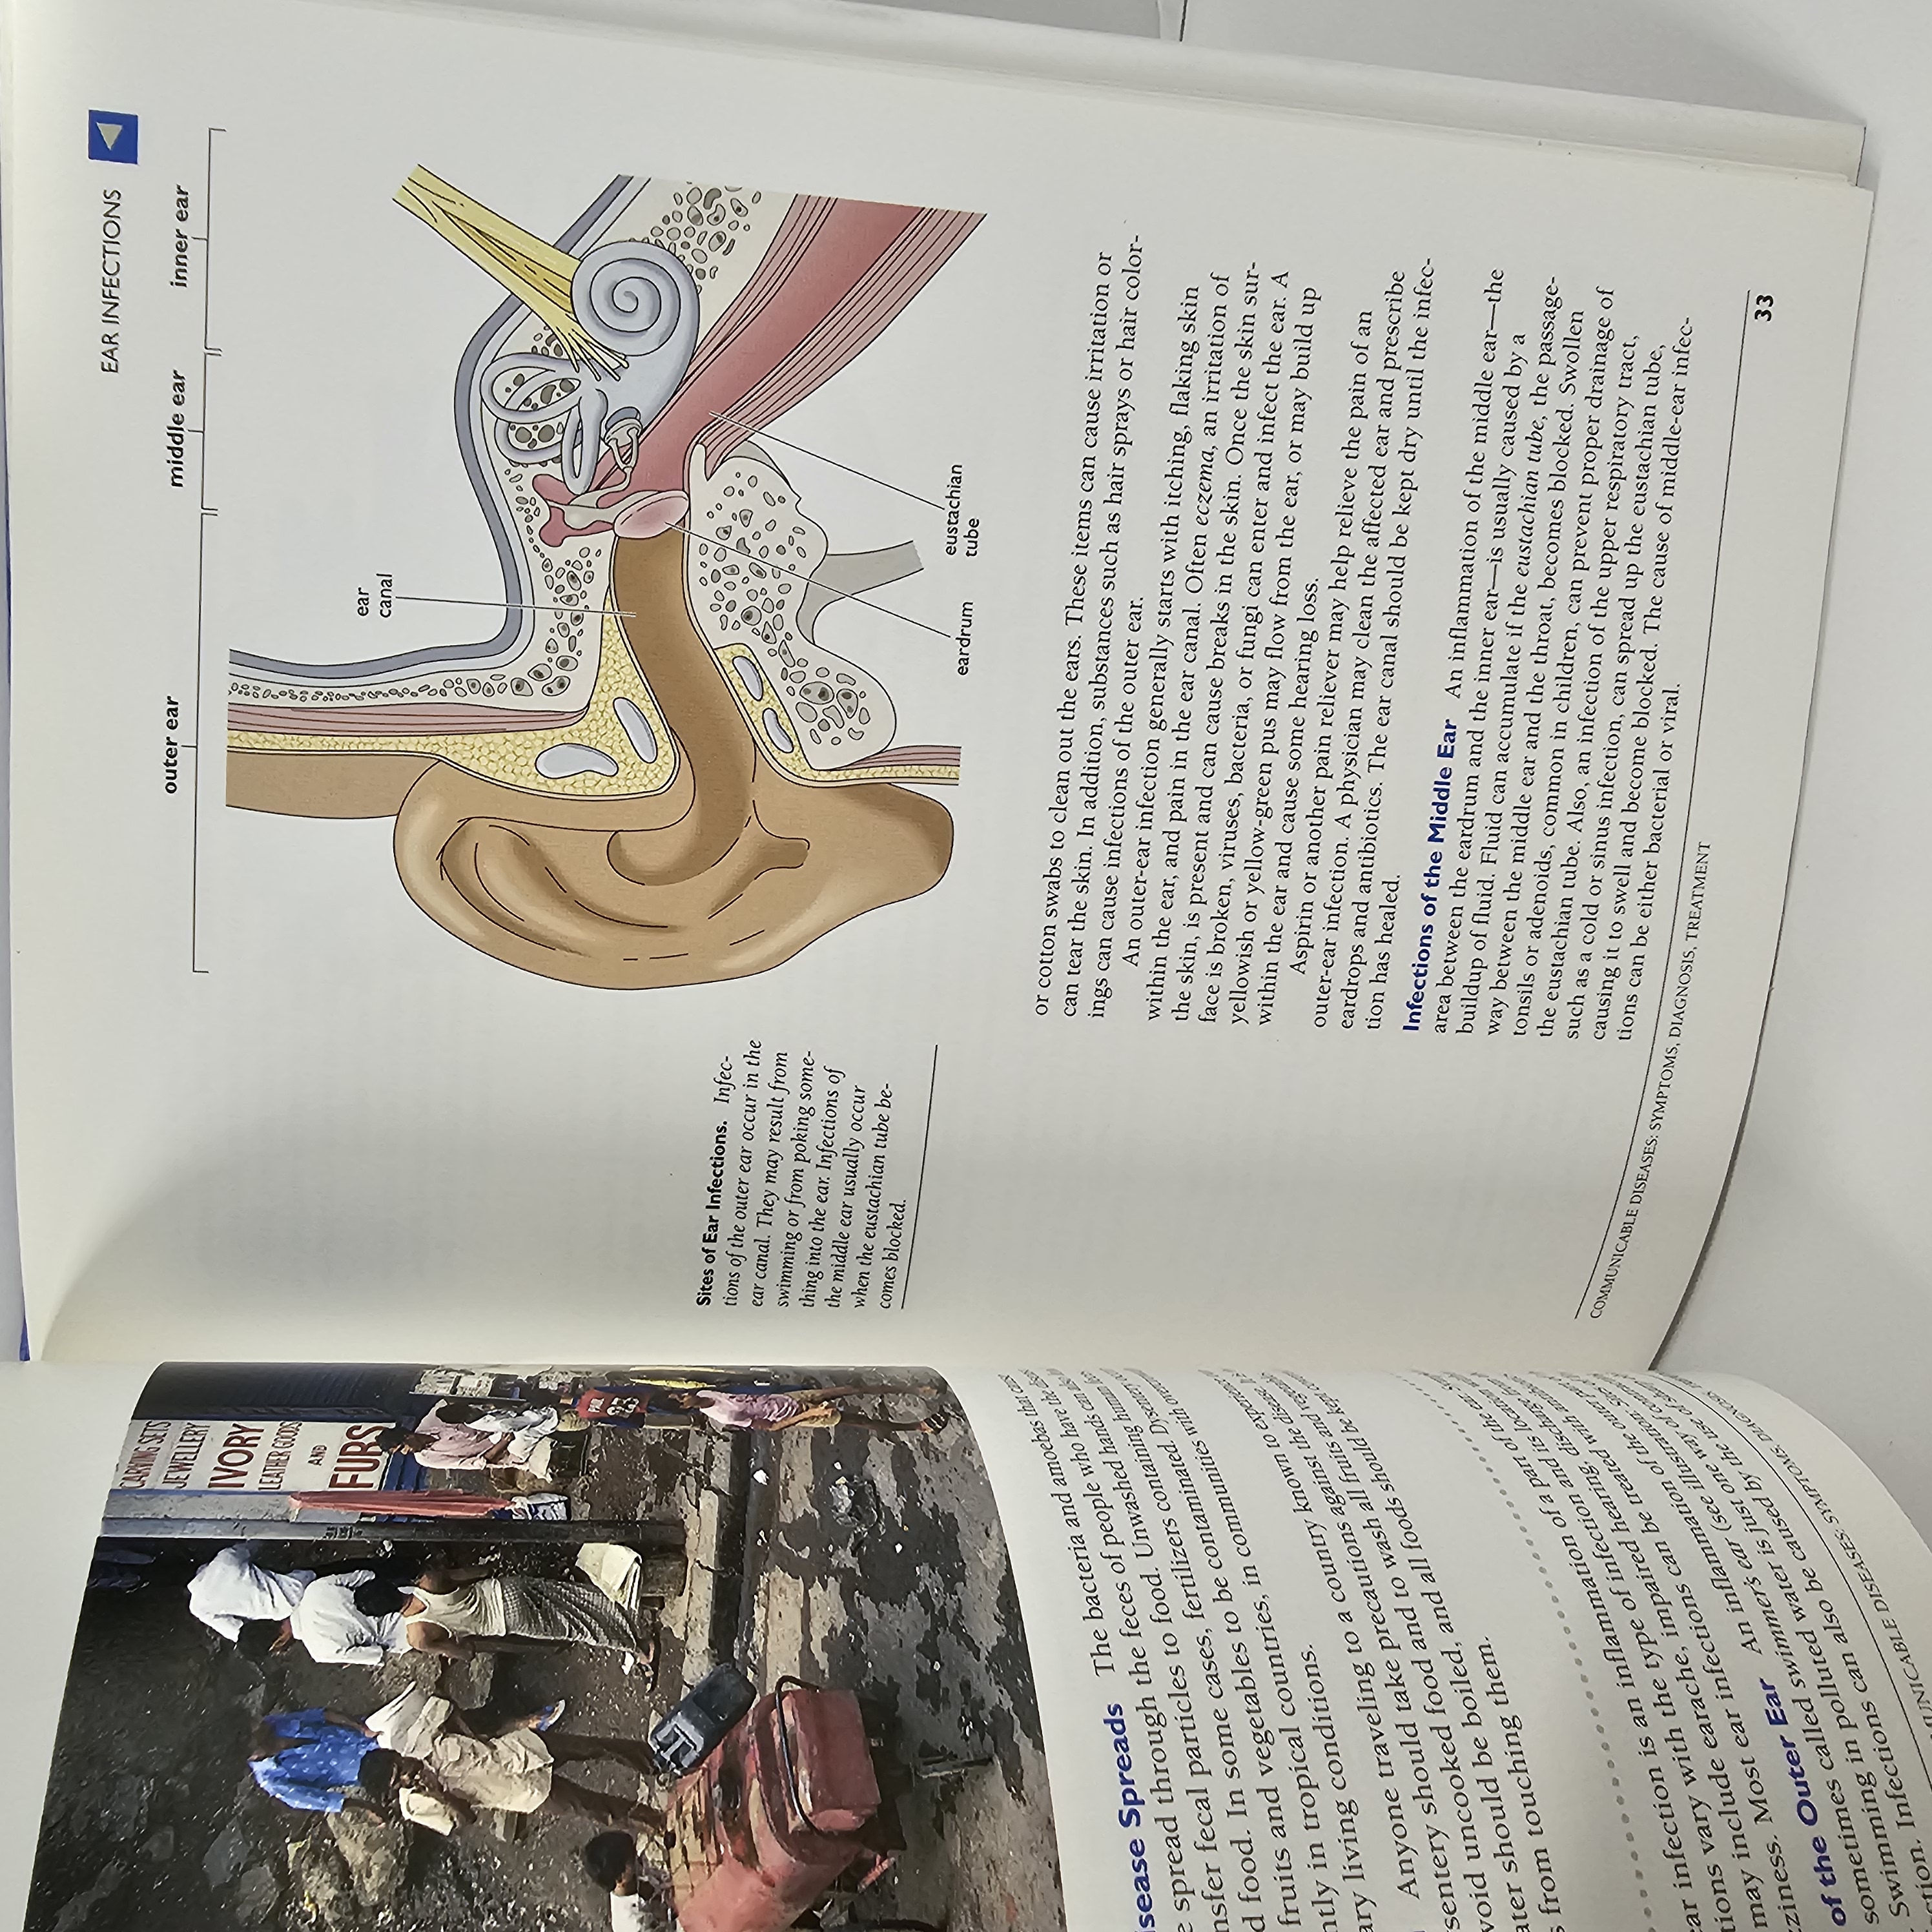 CARVING SETS
JEWELLERY
IVORY
LEATHER GOODS
AND
FURS
PAUL
23
isease Spreads The bacteria and amoebas that cause
e spread through the feces of people who have the
nsfer fecal particles to food. Unwashed hands can also
d food. In some cases, fertilizers containing human
fruits and vegetables to be contaminated. Dysentery
ntly in tropical countries, in communities with
ary living conditions.
Anyone traveling to a country known to experience
sentery should take precautions against the disease.
void uncooked food and to wash all fruits and
ater should be boiled, and all foods should be kept
s from touching them.
ear infection is an inflammation of a part of the ear.
tions vary with the type of infection and its location
may include earache, impaired hearing, discharge from
zziness. Most ear infections can be treated with
of the Outer Ear An inflammation of the outer
sometimes called swimmer's ear (see illustration: Sites of
Swimming in polluted water is just one way of
ction. Infections can also be caused by the use of
MUNICABLE DISEASES: SYMPTOMS, DIAGNOSIS,
EAR INFECTIONS
outer ear middle ear inner ear
ear
canal
eardrum
eustachian
tube
Sites of Ear Infections. Infec-
tions of the outer ear occur in the
ear canal. They may result from
swimming or from poking some-
thing into the ear. Infections of
the middle ear usually occur
when the eustachian tube be-
comes blocked.
or cotton swabs to clean out the ears. These items can cause irritation or
can tear the skin. In addition, substances such as hair sprays or hair color-
ings can cause infections of the outer ear.
An outer-ear infection generally starts with itching, flaking skin
within the ear, and pain in the ear canal. Often eczema, an irritation of
the skin, is present and can cause breaks in the skin. Once the skin sur-
face is broken, viruses, bacteria, or fungi can enter and infect the ear. A
yellowish or yellow-green pus may flow from the ear, or may build up
within the ear and cause some hearing loss.
Aspirin or another pain reliever may help relieve the pain of an
outer-ear infection. A physician may clean the affected ear and prescribe
eardrops and antibiotics. The ear canal should be kept dry until the infec-
tion has healed.
Infections of the Middle Ear An inflammation of the middle ear—the
area between the eardrum and the inner ear—is usually caused by a
buildup of fluid. Fluid can accumulate if the eustachian tube, the passage-
way between the middle ear and the throat, becomes blocked. Swollen
tonsils or adenoids, common in children, can prevent proper drainage of
the eustachian tube. Also, an infection of the upper respiratory tract,
such as a cold or sinus infection, can spread up the eustachian tube,
causing it to swell and become blocked. The cause of middle-ear infec-
tions can be either bacterial or viral.
COMMUNICABLE DISEASES: SYMPTOMS, DIAGNOSIS, TREATMENT
33